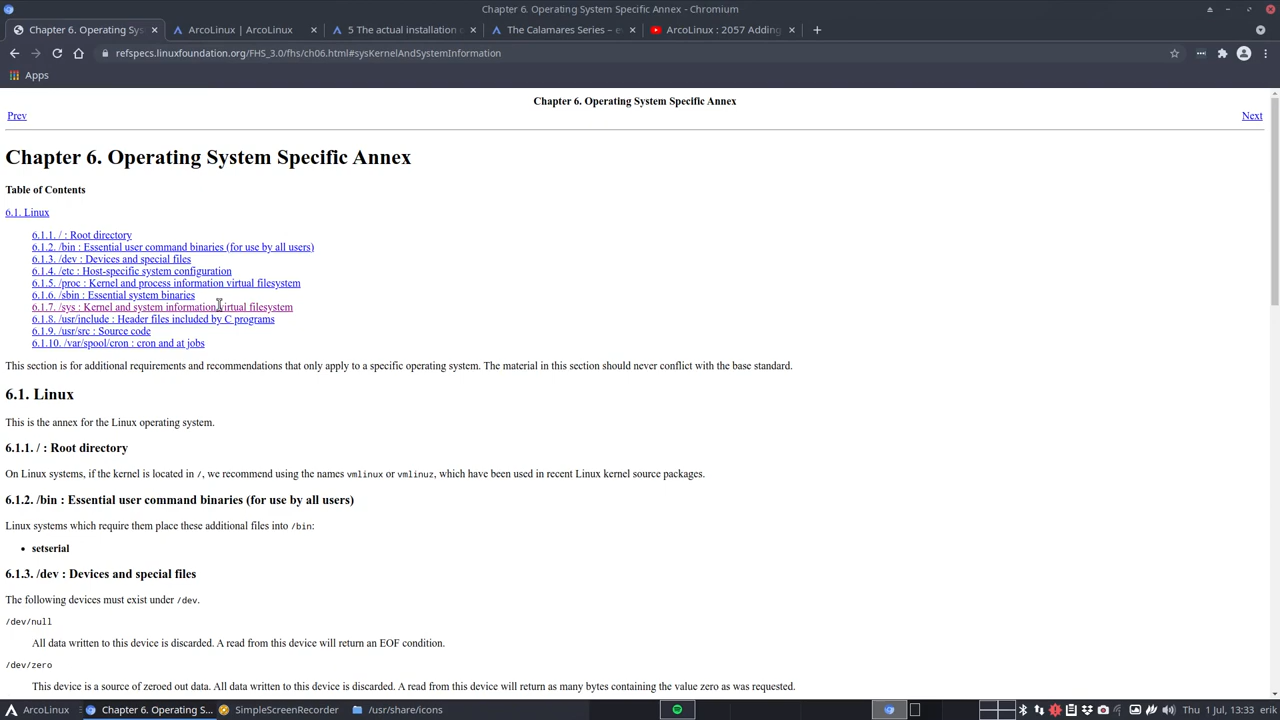 Chapter 6. Operating System Specific Annex - Chromium
Chapter 6. Operating Sy
ArcoLinux | ArcoLinux
5 The actual installation o
The Calamares Series – e
ArcoLinux : 2057 Adding
refspecs.linuxfoundation.org/FHS_3.0/fhs/ch06.html#sysKernelAndSystemInformation
Apps
Chapter 6. Operating System Specific Annex
Prev
Next
Chapter 6. Operating System Specific Annex
Table of Contents
6.1. Linux
6.1.1. / : Root directory
6.1.2. /bin : Essential user command binaries (for use by all users)
6.1.3. /dev : Devices and special files
6.1.4. /etc : Host-specific system configuration
6.1.5. /proc : Kernel and process information virtual filesystem
6.1.6. /sbin : Essential system binaries
6.1.7. /sys : Kernel and system information virtual filesystem
6.1.8. /usr/include : Header files included by C programs
6.1.9. /usr/src : Source code
6.1.10. /var/spool/cron : cron and at jobs
This section is for additional requirements and recommendations that only apply to a specific operating system. The material in this section should never conflict with the base standard.
6.1. Linux
This is the annex for the Linux operating system.
6.1.1. / : Root directory
On Linux systems, if the kernel is located in /, we recommend using the names vmlinux or vmlinuz, which have been used in recent Linux kernel source packages.
6.1.2. /bin : Essential user command binaries (for use by all users)
Linux systems which require them place these additional files into /bin:
• setserial
6.1.3. /dev : Devices and special files
The following devices must exist under /dev.
/dev/null
All data written to this device is discarded. A read from this device will return an EOF condition.
/dev/zero
This device is a source of zeroed out data. All data written to this device is discarded. A read from this device will return as many bytes containing the value zero as was requested.
ArcoLinux
Chapter 6. Operating S...
SimpleScreenRecorder
/usr/share/icons
Thu 1 Jul, 13:33 erik